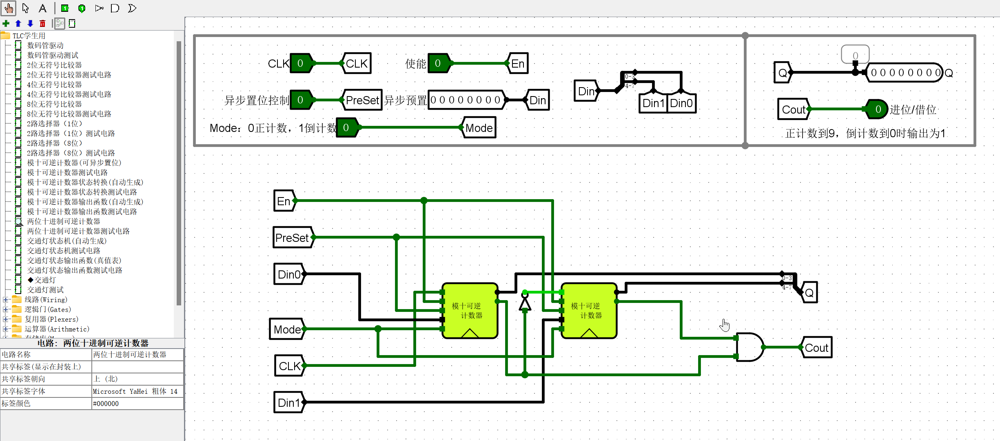 A
1
1
TLC学生用
数码管驱动
数码管驱动测试
2位无符号比较器
2位无符号比较器测试电路
4位无符号比较器
4位无符号比较器测试电路
8位无符号比较器
8位无符号比较器测试电路
2路选择器（1位）
2路选择器（1位）测试电路
2路选择器（8位）
2路选择器（8位）测试电路
模十可逆计数器(可异步置位)
模十可逆计数器测试电路
模十可逆计数器状态转换(自动生成)
模十可逆计数器状态转换测试电路
模十可逆计数器输出函数(自动生成)
模十可逆计数器输出函数测试电路
两位十进制可逆计数器
两位十进制可逆计数器测试电路
交通灯状态机(自动生成)
交通灯状态机测试电路
交通灯状态输出函数(真值表)
交通灯状态输出函数测试电路
◆交通灯
交通灯测试
线路(Wiring)
逻辑门(Gates)
复用器(Plexers)
运算器(Arithmetic)
电路: 两位十进制可逆计数器
电路名称 两位十进制可逆计数器
共享标签(显示在封装上)
共享标签朝向 上 (北)
共享标签字体 Microsoft YaHei 粗体 14
标签颜色 #000000
CLK 0 CLK
使能 0 En
异步置位控制 0 PreSet
异步预置 0 0 0 0 0 0 0 0 Din
Mode：0正计数，1倒计数 0 Mode
Din
0-3
4-7
Din1 Din0
0
Q 0 0 0 0 0 0 0 0 Q
Cout 0 进位/借位
正计数到9，倒计数到0时输出为1
En
PreSet
Din0
Mode
CLK
Din1
模十可逆
计数器
模十可逆
计数器
0-3
4-7
Q
Cout